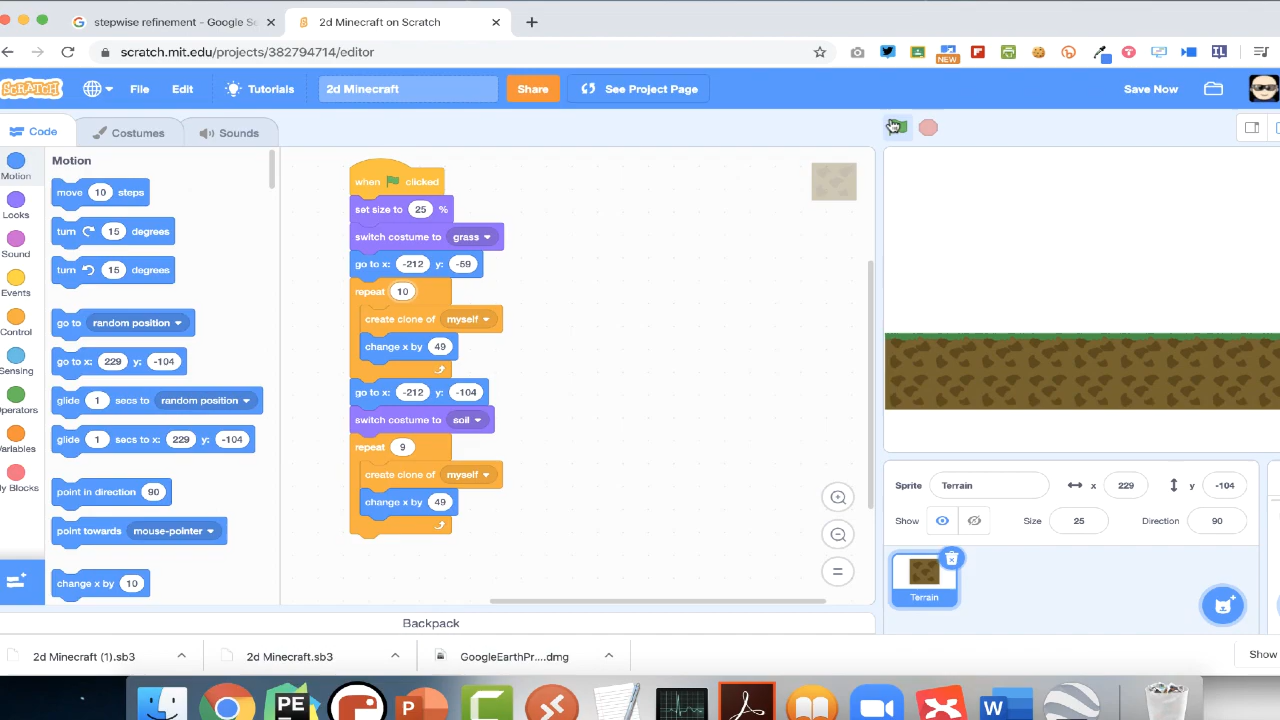 stepwise refinement - Google S
2d Minecraft on Scratch
scratch.mit.edu/projects/382794714/editor
NEW
IL
SCRATCH
File
Edit
Tutorials
2d Minecraft
Share
See Project Page
Save Now
Code
Costumes
Sounds
Motion
Looks
Sound
Events
Control
Sensing
Operators
Variables
y Blocks
Motion
move 10 steps
turn 15 degrees
turn 15 degrees
go to random position
go to x: 229 y: -104
glide 1 secs to random position
glide 1 secs to x: 229 y: -104
point in direction 90
point towards mouse-pointer
change x by 10
when clicked
set size to 25 %
switch costume to grass
go to x: -212 y: -59
repeat 10
create clone of myself
change x by 49
go to x: -212 y: -104
switch costume to soil
repeat 9
create clone of myself
change x by 49
Sprite Terrain x 229 y -104
Show Size 25 Direction 90
Terrain
Backpack
2d Minecraft (1).sb3
2d Minecraft.sb3
GoogleEarthPr....dmg
Show
PE
P
W